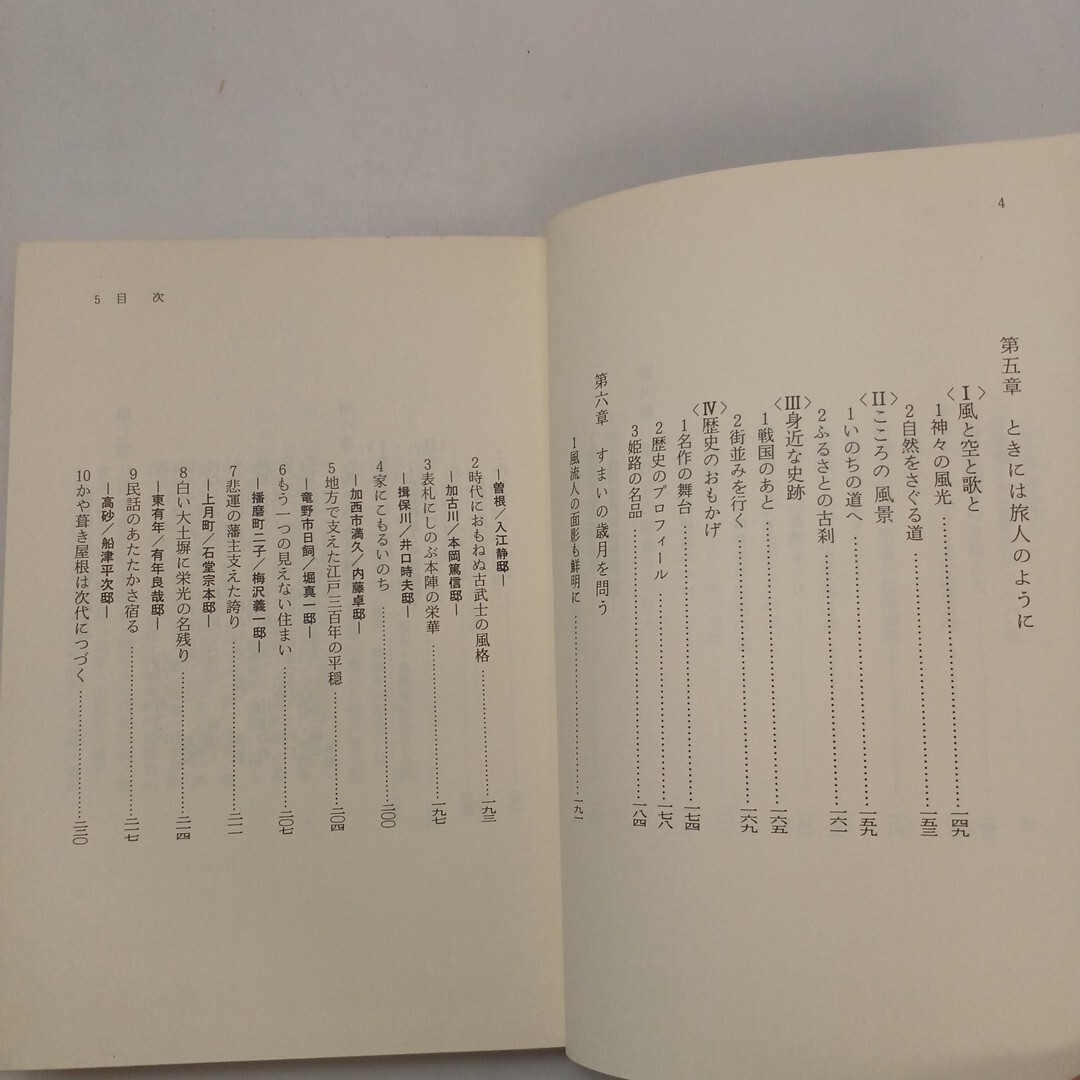 4
第五章　ときには旅人のように
〈Ⅰ〉風と空と歌と
1神々の風光……一四九
2自然をさぐる道……一五三
〈Ⅱ〉こころの風景
1いのちの道へ……一五九
2ふるさとの古刹……一六一
〈Ⅲ〉身近な史跡
1戦国のあと……一六五
2街並みを行く……一六九
〈Ⅳ〉歴史のおもかげ
1名作の舞台……一七四
2歴史のプロフィール……一七八
3姫路の名品……一八四
第六章　すまいの歳月を問う
1風流人の面影も鮮明に……一九一
5　目　次
―曽根／入江静邸―
2時代におもねぬ古武士の風格……一九三
―加古川／本岡篤信邸―
3表札にしのぶ本陣の栄華……一九七
―揖保川／井口時夫邸―
4家にこもるいのち……二〇〇
―加西市満久／内藤卓邸―
5地方で支えた江戸三百年の平穏……二〇四
―竜野市日飼／堀真一邸―
6もう一つの見えない住まい……二〇七
―播磨町二子／梅沢義一邸―
7悲運の藩主支えた誇り……二一一
―上月町／石堂宗本邸―
8白い大土塀に栄光の名残り……二一四
―東有年／有年良哉邸―
9民話のあたたかさ宿る……二一七
―高砂／船津平次邸―
10かや葺き屋根は次代につづく……二二〇